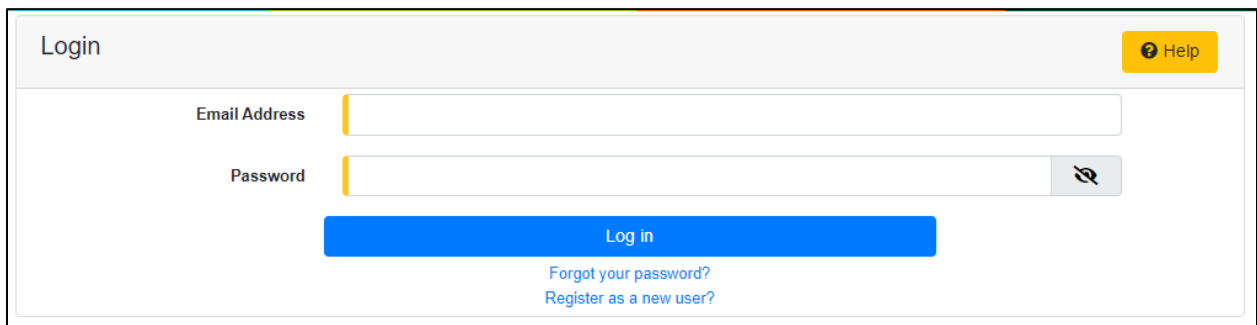 Login
Help
Email Address
Password
Log in
Forgot your password?
Register as a new user?